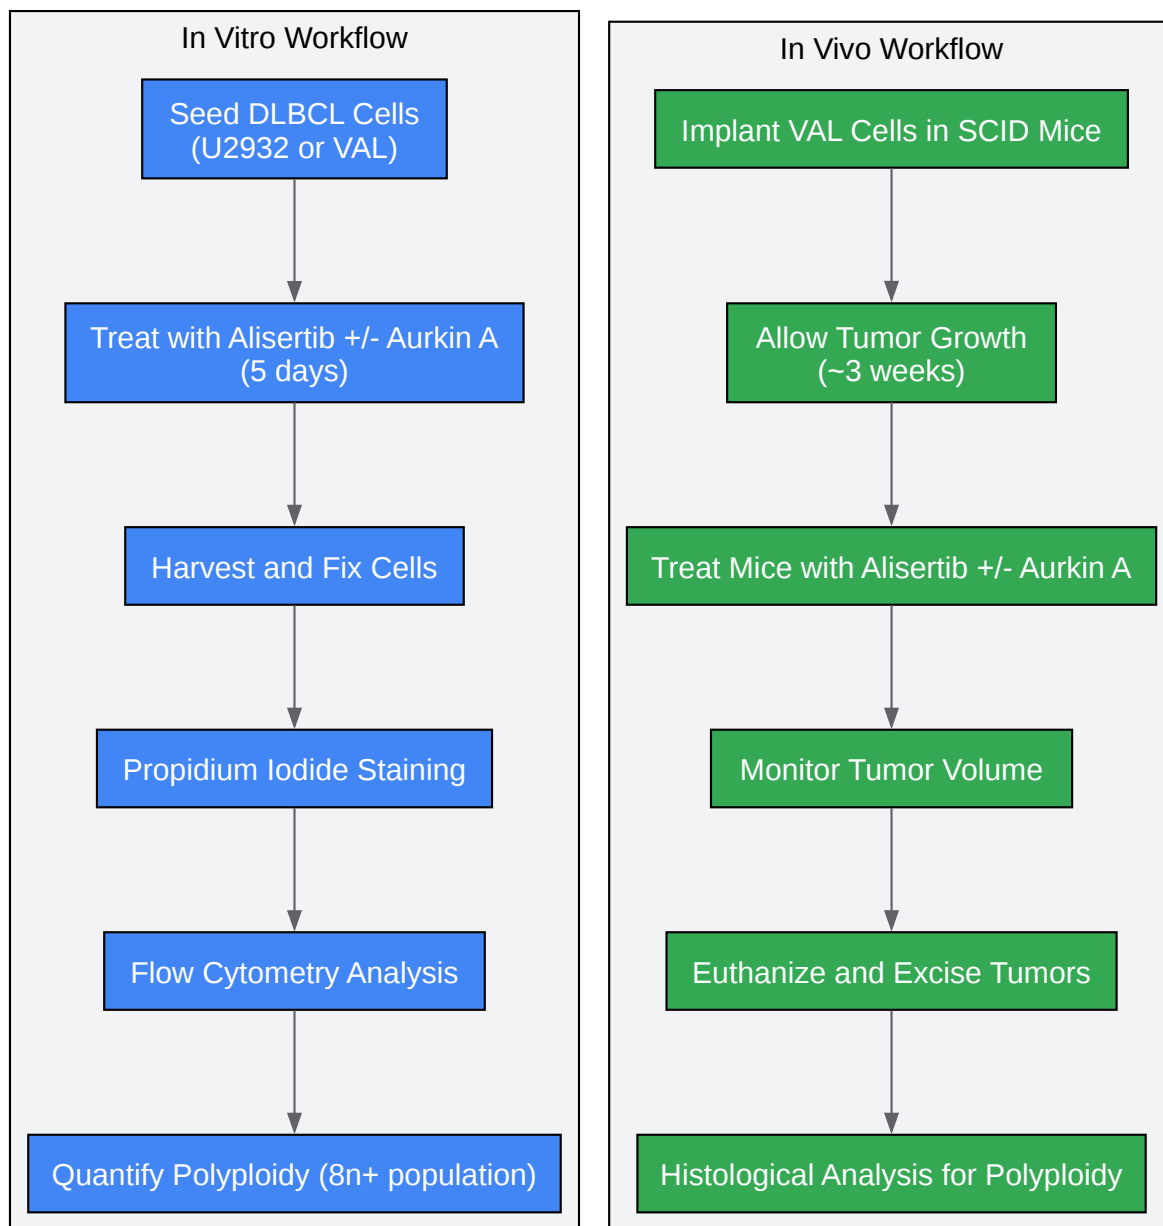 In Vitro Workflow
Seed DLBCL Cells
(U2932 or VAL)
Treat with Alisertib +/- Aurkin A
(5 days)
Harvest and Fix Cells
Propidium Iodide Staining
Flow Cytometry Analysis
Quantify Polyploidy (8n+ population)
In Vivo Workflow
Implant VAL Cells in SCID Mice
Allow Tumor Growth
(~3 weeks)
Treat Mice with Alisertib +/- Aurkin A
Monitor Tumor Volume
Euthanize and Excise Tumors
Histological Analysis for Polyploidy